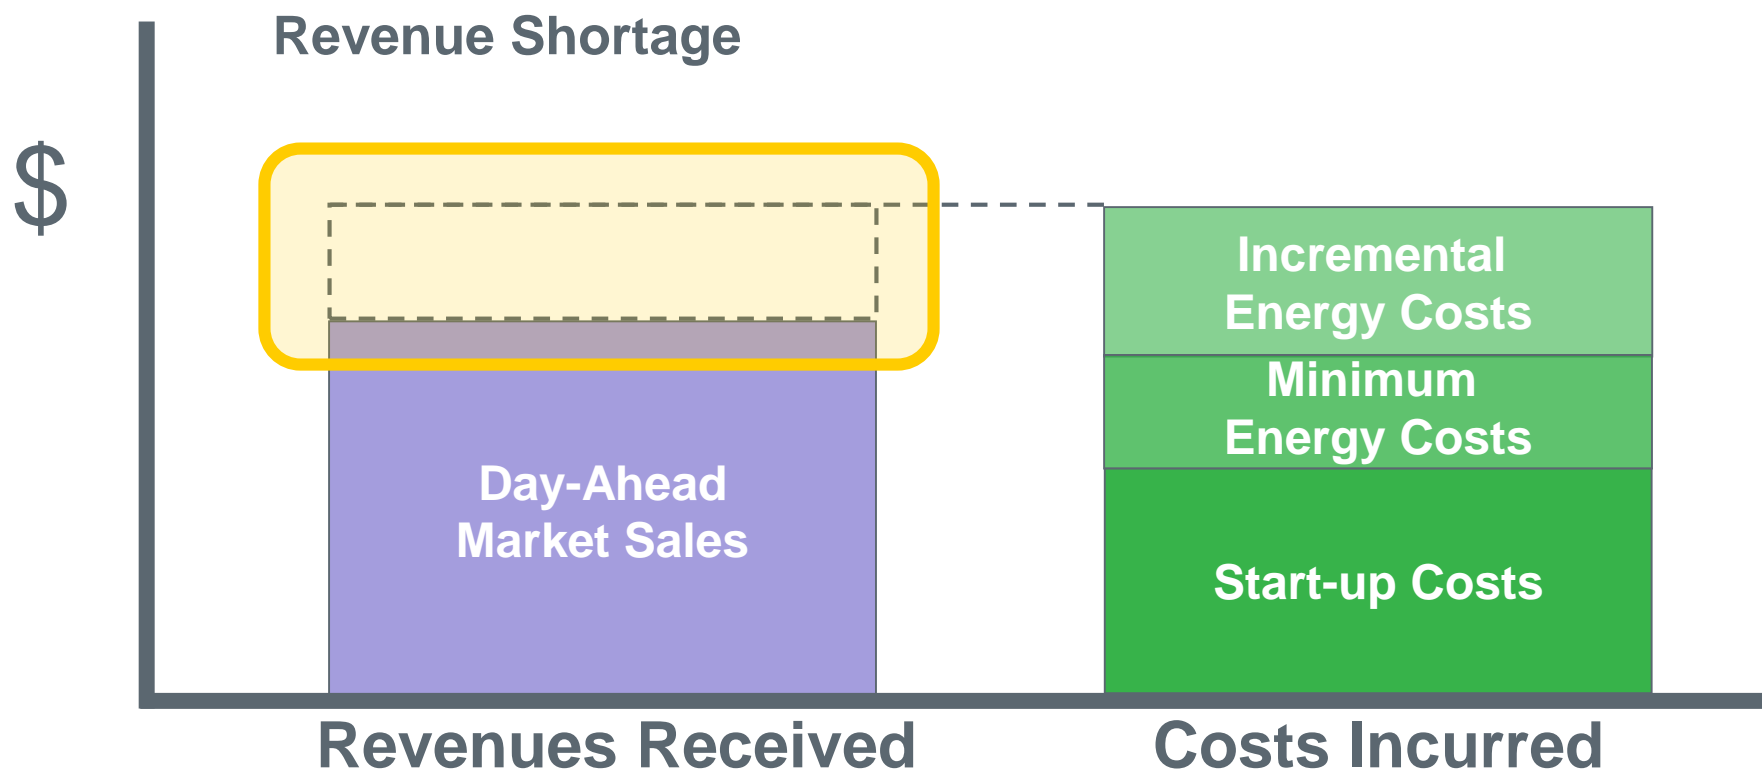 Revenue Shortage
$
Incremental
Energy Costs
Minimum
Energy Costs
Day-Ahead
Market Sales
Start-up Costs
Revenues Received
Costs Incurred